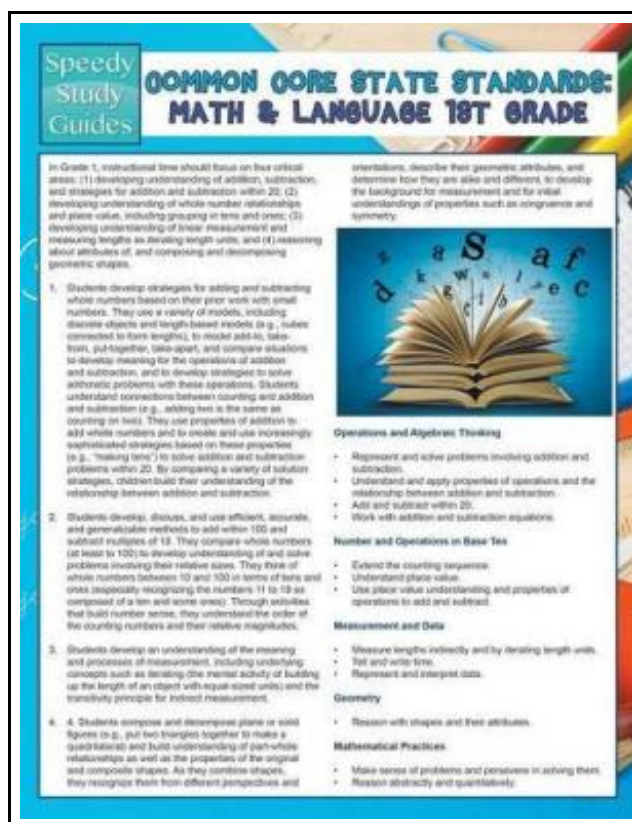 Speedy
Study
Guides
COMMON CORE STATE STANDARDS:
MATH & LANGUAGE 1ST GRADE
In Grade 1, instructional time should focus on four critical
areas: (1) developing understanding of addition, subtraction,
and strategies for addition and subtraction within 20; (2)
developing understanding of whole number relationships
and place value, including grouping in tens and ones; (3)
developing understanding of linear measurement and
measuring lengths as iterating length units; and (4) reasoning
about attributes of, and composing and decomposing
geometric shapes.
1. Students develop strategies for adding and subtracting
whole numbers based on their prior work with small
numbers. They use a variety of models, including
discrete objects and length-based models (e.g., cubes
connected to form lengths), to model add-to, take-
from, put-together, take-apart, and compare situations
to develop meaning for the operations of addition
and subtraction, and to develop strategies to solve
arithmetic problems with these operations. Students
understand connections between counting and addition
and subtraction (e.g., adding two is the same as
counting on two). They use properties of addition to
add whole numbers and to create and use increasingly
sophisticated strategies based on these properties
(e.g., "making tens") to solve addition and subtraction
problems within 20. By comparing a variety of solution
strategies, children build their understanding of the
relationship between addition and subtraction.
2. Students develop, discuss, and use efficient, accurate,
and generalizable methods to add within 100 and
subtract multiples of 10. They compare whole numbers
(at least to 100) to develop understanding of and solve
problems involving their relative sizes. They think of
whole numbers between 10 and 100 in terms of tens and
ones (especially recognizing the numbers 11 to 19 as
composed of a ten and some ones). Through activities
that build number sense, they understand the order of
the counting numbers and their relative magnitudes.
3. Students develop an understanding of the meaning
and processes of measurement, including underlying
concepts such as iterating (the mental activity of building
up the length of an object with equal-sized units) and the
transitivity principle for indirect measurement.
4. 4. Students compose and decompose plane or solid
figures (e.g., put two triangles together to make a
quadrilateral) and build understanding of part-whole
relationships as well as the properties of the original
and composite shapes. As they combine shapes,
they recognize them from different perspectives and
orientations, describe their geometric attributes, and
determine how they are alike and different, to develop
the background for measurement and for initial
understandings of properties such as congruence and
symmetry.
Operations and Algebraic Thinking
• Represent and solve problems involving addition and
subtraction.
• Understand and apply properties of operations and the
relationship between addition and subtraction.
• Add and subtract within 20.
• Work with addition and subtraction equations.
Number and Operations in Base Ten
• Extend the counting sequence.
• Understand place value.
• Use place value understanding and properties of
operations to add and subtract.
Measurement and Data
• Measure lengths indirectly and by iterating length units.
• Tell and write time.
• Represent and interpret data.
Geometry
• Reason with shapes and their attributes.
Mathematical Practices
• Make sense of problems and persevere in solving them.
• Reason abstractly and quantitatively.